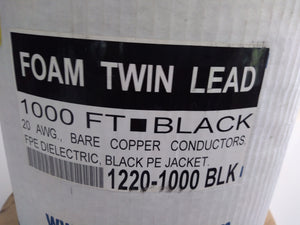 FOAM TWIN LEAD
1000 FT■BLACK
20 AWG., BARE COPPER CONDUCTORS,
FPE DIELECTRIC, BLACK PE JACKET.
1220-1000 BLK